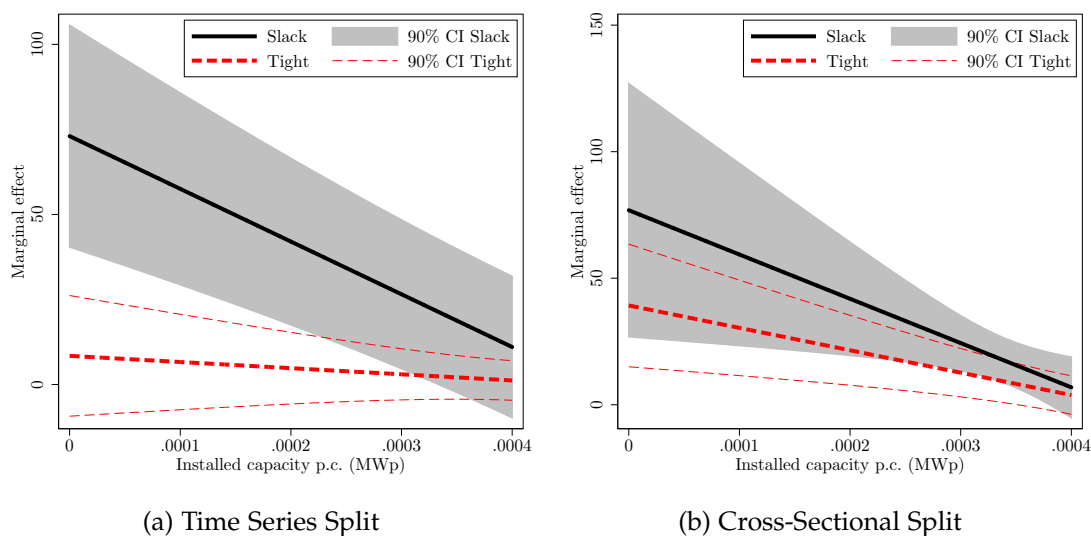 Slack
90% CI Slack
Tight
90% CI Tight
Marginal effect
100
50
0
0
.0001
.0002
.0003
.0004
Installed capacity p.c. (MWp)
(a) Time Series Split
Slack
90% CI Slack
Tight
90% CI Tight
Marginal effect
150
100
50
0
0
.0001
.0002
.0003
.0004
Installed capacity p.c. (MWp)
(b) Cross-Sectional Split